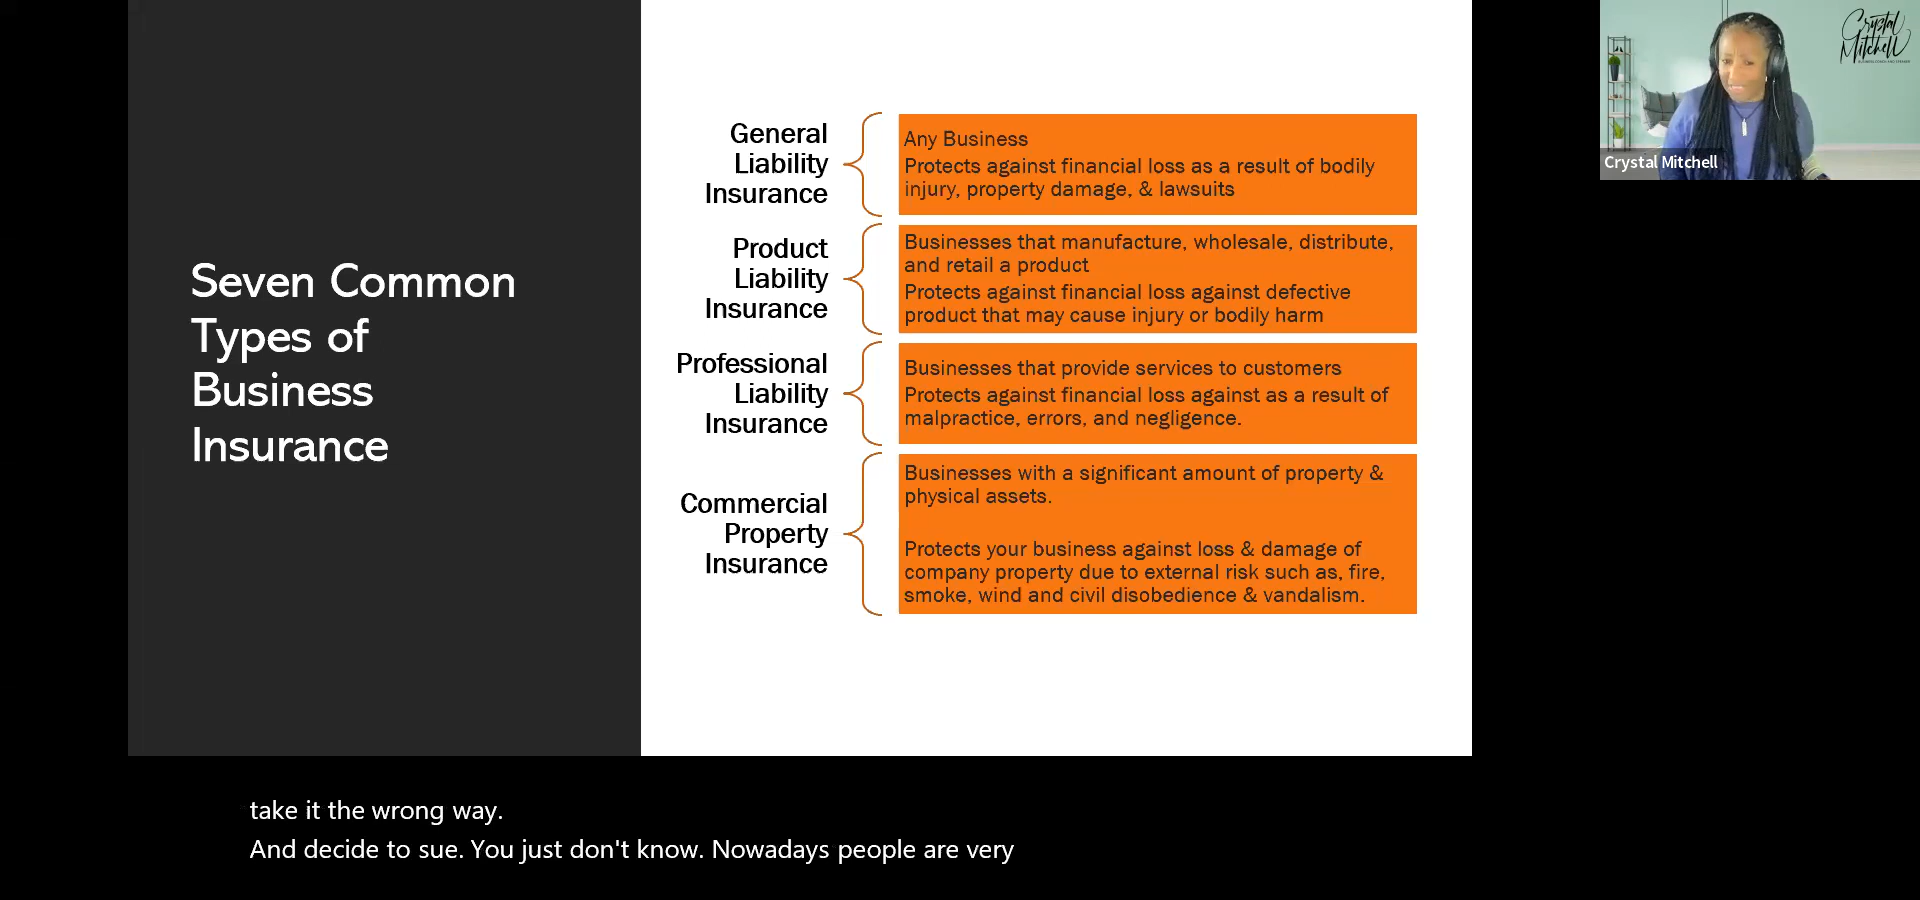 Seven Common
Types of
Business
Insurance
General
Liability
Insurance
Any Business
Protects against financial loss as a result of bodily
injury, property damage, & lawsuits
Product
Liability
Insurance
Businesses that manufacture, wholesale, distribute,
and retail a product
Protects against financial loss against defective
product that may cause injury or bodily harm
Professional
Liability
Insurance
Businesses that provide services to customers
Protects against financial loss against as a result of
malpractice, errors, and negligence.
Commercial
Property
Insurance
Businesses with a significant amount of property &
physical assets.
Protects your business against loss & damage of
company property due to external risk such as, fire,
smoke, wind and civil disobedience & vandalism.
Crystal
Mitchell
Crystal Mitchell
take it the wrong way.
And decide to sue. You just don't know. Nowadays people are very